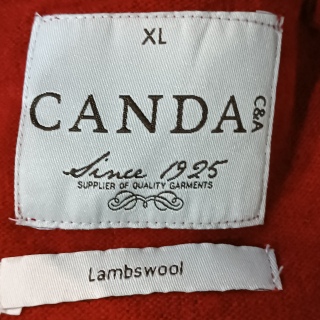 XL
CANDA C&A
Since 1925
SUPPLIER OF QUALITY GARMENTS
Lambswool